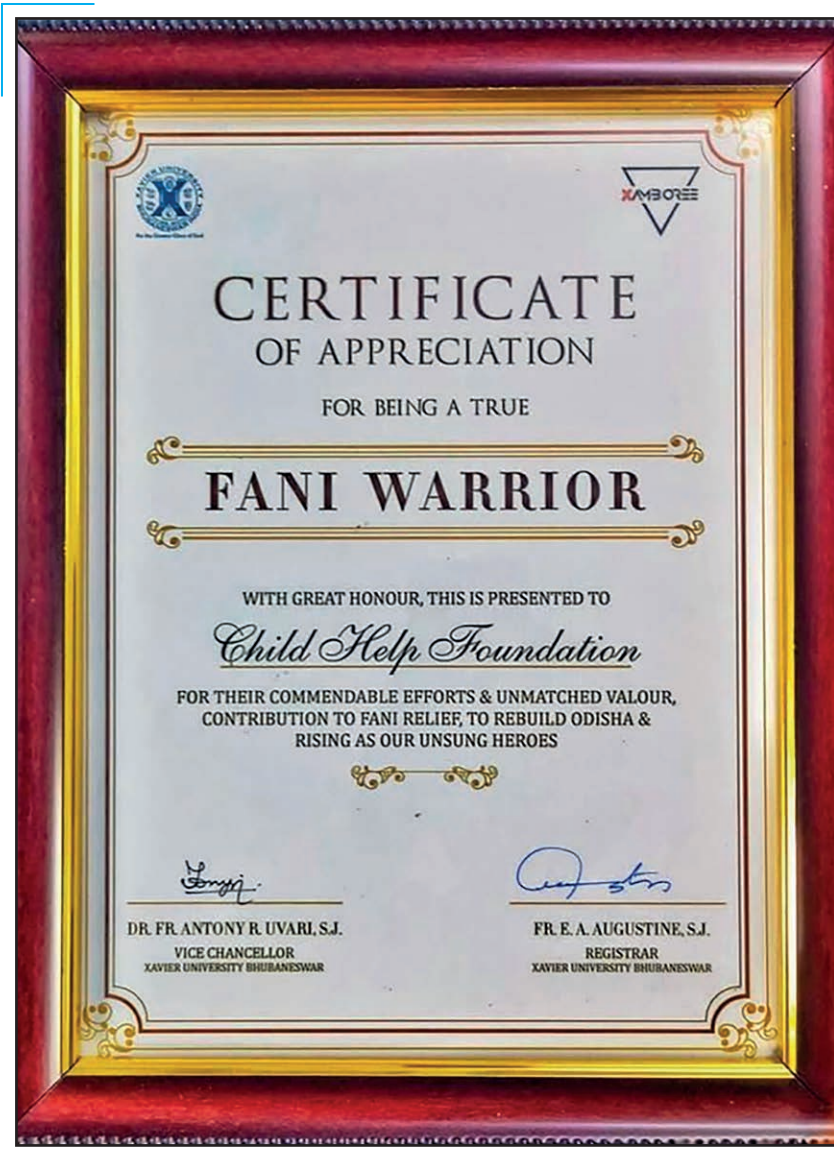 XAVIER UNIVERSITY
XAMBOREE
CERTIFICATE
OF APPRECIATION
FOR BEING A TRUE
FANI WARRIOR
WITH GREAT HONOUR, THIS IS PRESENTED TO
Child Help Foundation
FOR THEIR COMMENDABLE EFFORTS & UNMATCHED VALOUR,
CONTRIBUTION TO FANI RELIEF, TO REBUILD ODISHA &
RISING AS OUR UNSUNG HEROES
DR. FR. ANTONY R. UVARI, S.J.
VICE CHANCELLOR
XAVIER UNIVERSITY BHUBANESWAR
FR. E. A. AUGUSTINE, S.J.
REGISTRAR
XAVIER UNIVERSITY BHUBANESWAR